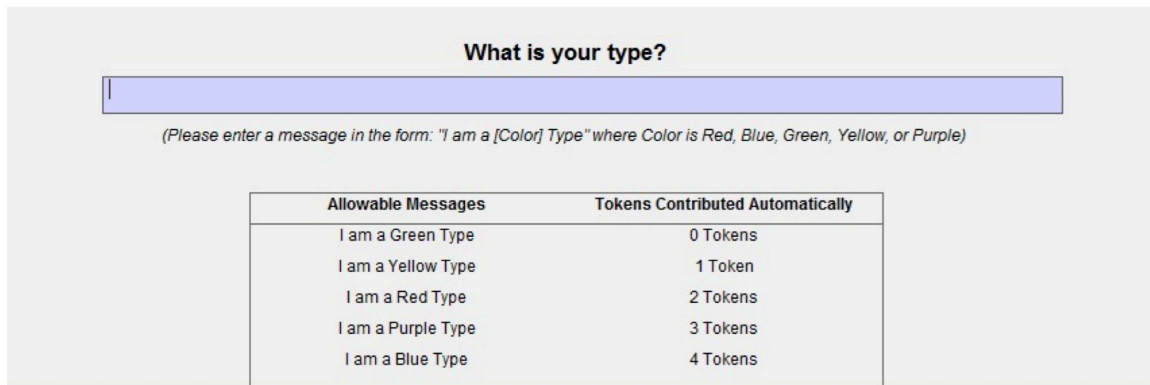 What is your type?
(Please enter a message in the form: "I am a [Color] Type" where Color is Red, Blue, Green, Yellow, or Purple)
Allowable Messages Tokens Contributed Automatically
I am a Green Type 0 Tokens
I am a Yellow Type 1 Token
I am a Red Type 2 Tokens
I am a Purple Type 3 Tokens
I am a Blue Type 4 Tokens